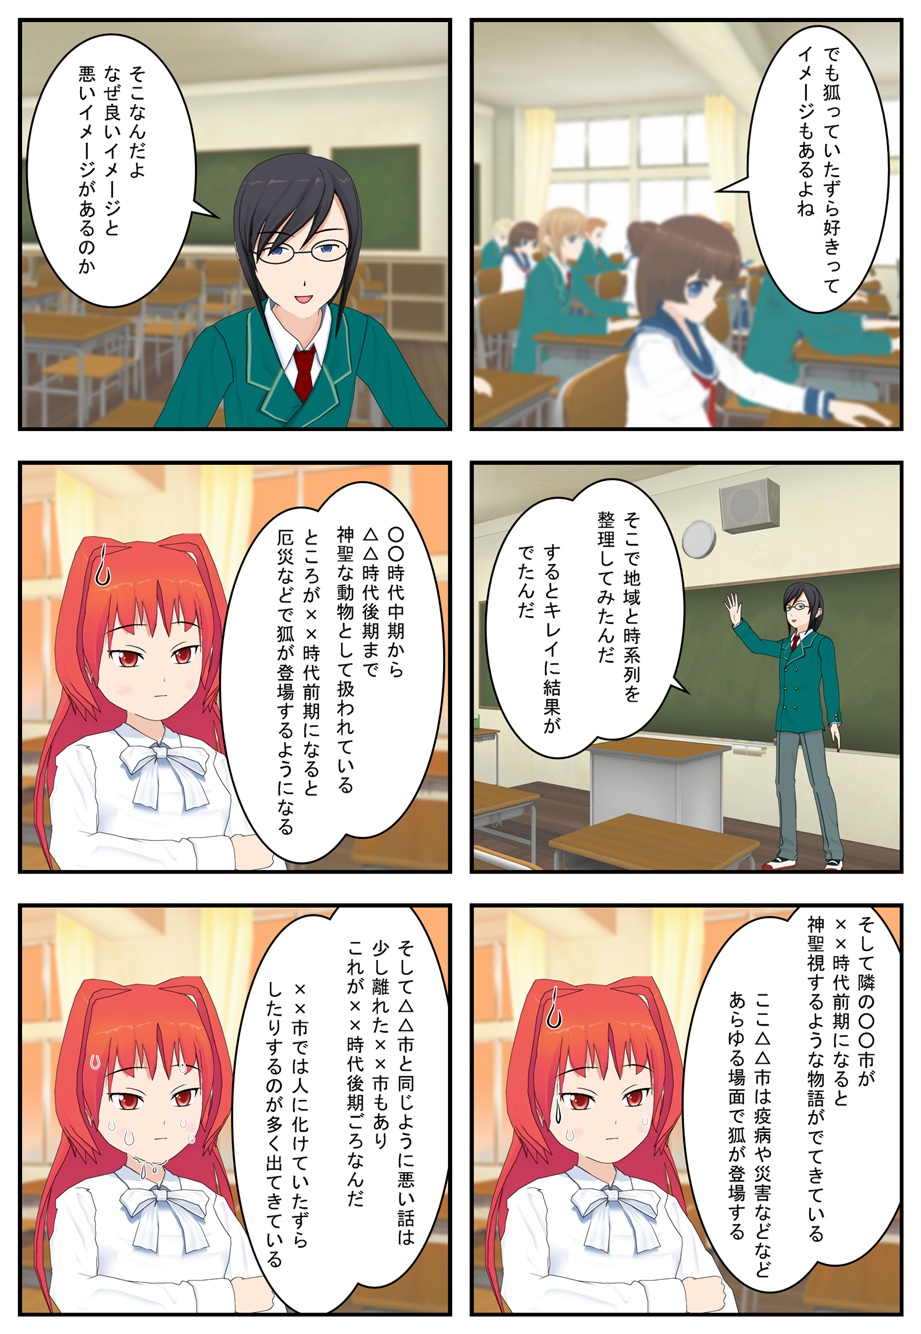 でも狐っていたずら好きって
イメージもあるよね
そこなんだよ
なぜ良いイメージと
悪いイメージがあるのか
そこで地域と時系列を
整理してみたんだ
するとキレイに結果が
でたんだ
〇〇時代中期から
△△時代後期まで
神聖な動物として扱われている
ところが××時代前期になると
厄災などで狐が登場するようになる
そして隣の〇〇市が
××時代前期になると
神聖視するような物語がでてきている
ここ△△市は疫病や災害などなど
あらゆる場面で狐が登場する
そして△△市と同じように悪い話は
少し離れた××市もあり
これが××時代後期ごろなんだ
××市では人に化けていたずら
したりするのが多く出てきている